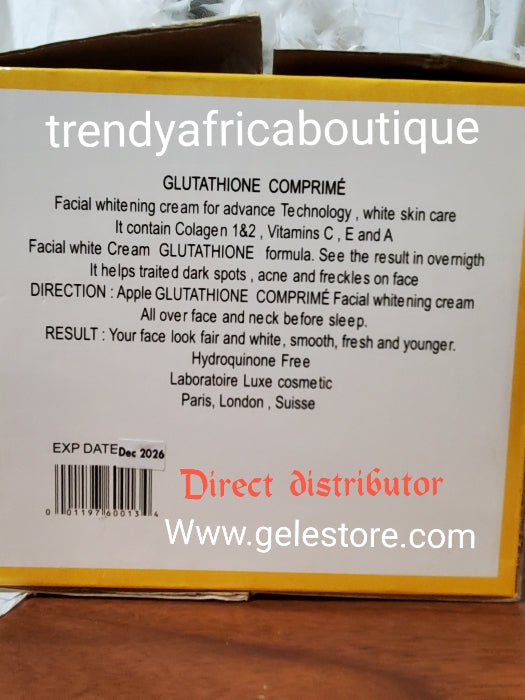 trendyafricaboutique
GLUTATHIONE COMPRIMÉ
Facial whitening cream for advance Technology , white skin care
It contain Colagen 1&2 , Vitamins C , E and A
Facial white Cream GLUTATHIONE formula. See the result in overnigth
It helps traited dark spots , acne and freckles on face
DIRECTION : Apple GLUTATHIONE COMPRIMÉ Facial whitening cream
All over face and neck before sleep.
RESULT : Your face look fair and white, smooth, fresh and younger.
Hydroquinone Free
Laboratoire Luxe cosmetic
Paris, London , Suisse
EXP DATE Dec 2026
0 01197 60013 4
Direct distributor
Www.gelestore.com